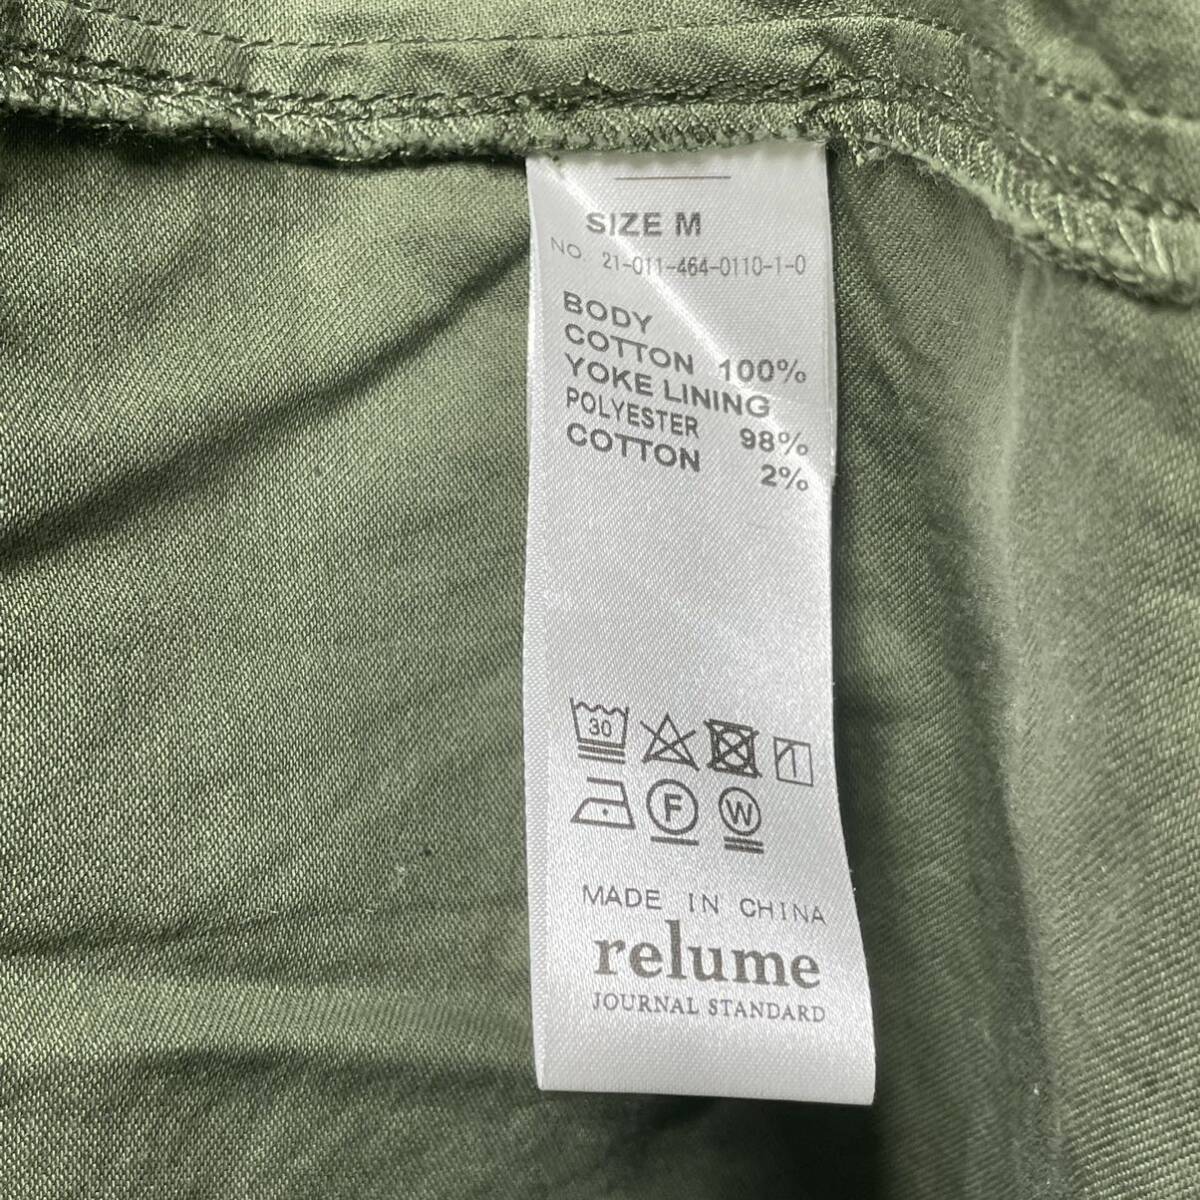 SIZE M
NO. 21-011-464-0110-1-0
BODY
COTTON 100%
YOKE LINING
POLYESTER 98%
COTTON 2%
30
F W
MADE IN CHINA
relume
JOURNAL STANDARD